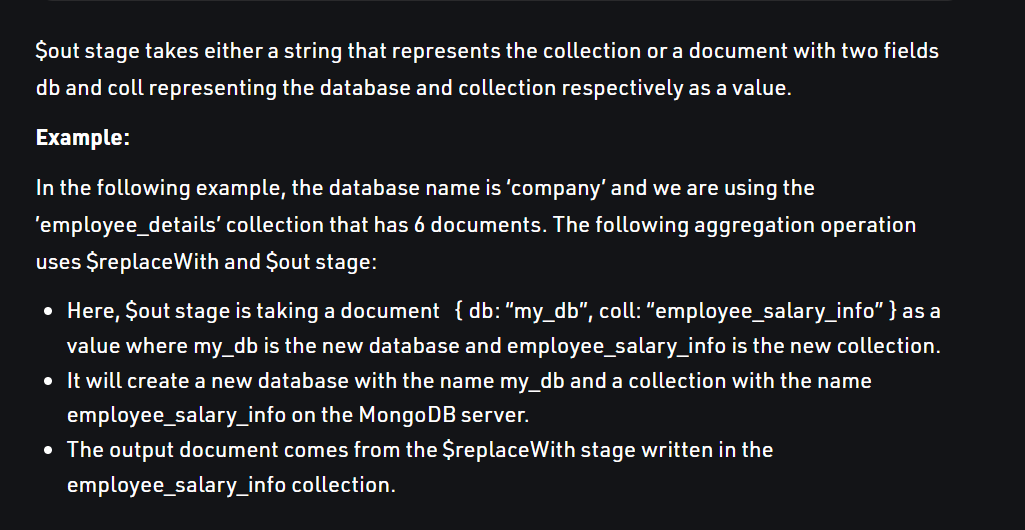 $out stage takes either a string that represents the collection or a document with two fields
db and coll representing the database and collection respectively as a value.
Example:
In the following example, the database name is ‘company’ and we are using the
‘employee_details’ collection that has 6 documents. The following aggregation operation
uses $replaceWith and $out stage:
• Here, $out stage is taking a document { db: “my_db”, coll: “employee_salary_info” } as a
value where my_db is the new database and employee_salary_info is the new collection.
• It will create a new database with the name my_db and a collection with the name
employee_salary_info on the MongoDB server.
• The output document comes from the $replaceWith stage written in the
employee_salary_info collection.